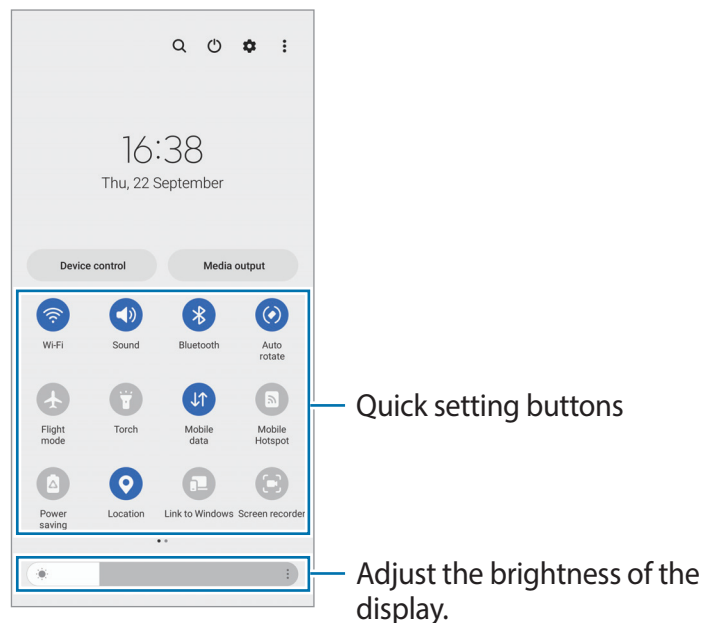 16:38
Thu, 22 September
Device control
Media output
Wi-Fi
Sound
Bluetooth
Auto
rotate
Flight
mode
Torch
Mobile
data
Mobile
Hotspot
Power
saving
Location
Link to Windows
Screen recorder
Quick setting buttons
Adjust the brightness of the
display.